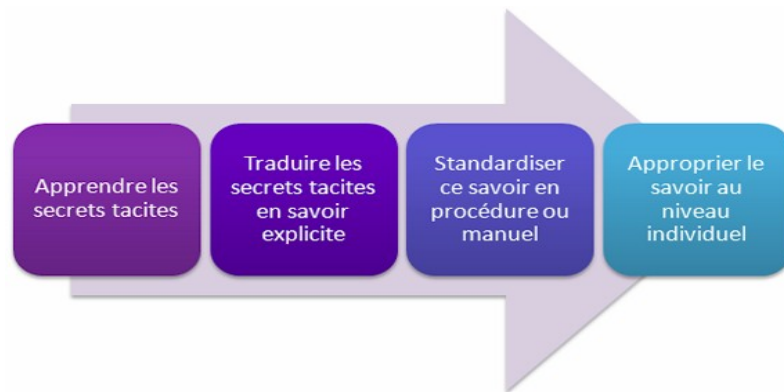 Apprendre les
secrets tacites
Traduire les
secrets tacites
en savoir
explicite
Standardiser
ce savoir en
procédure ou
manuel
Approprier le
savoir au
niveau
individuel